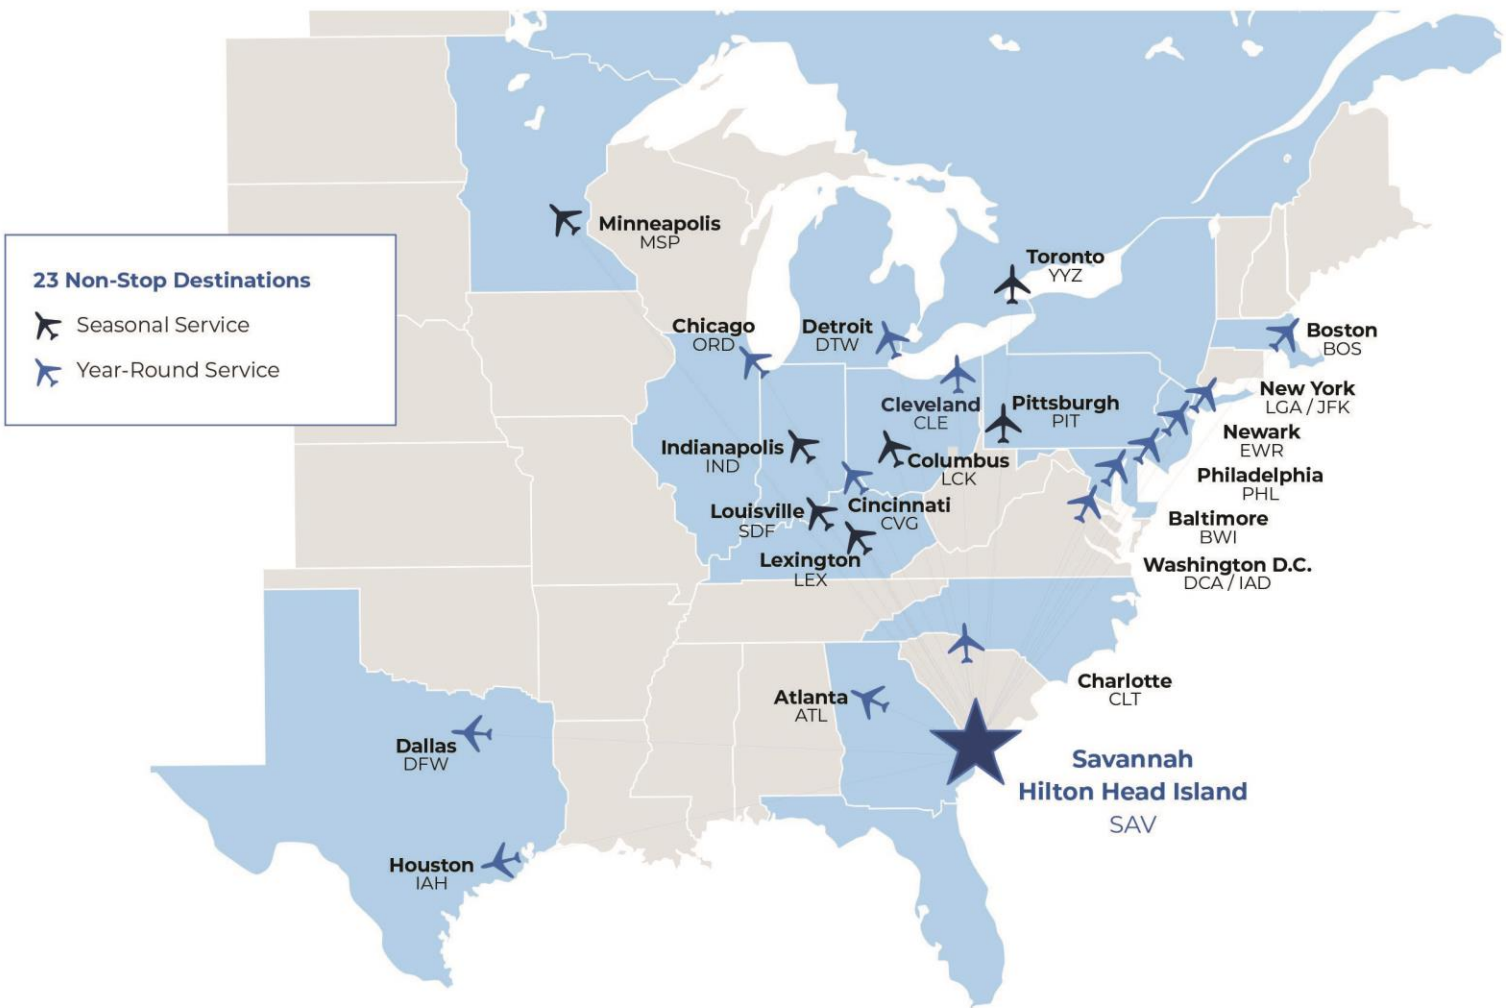 23 Non-Stop Destinations
Seasonal Service
Year-Round Service
Minneapolis
MSP
Toronto
YYZ
Chicago
ORD
Detroit
DTW
Boston
BOS
Cleveland
CLE
Pittsburgh
PIT
New York
LGA / JFK
Indianapolis
IND
Columbus
LCK
Newark
EWR
Louisville
SDF
Cincinnati
CVG
Philadelphia
PHL
Lexington
LEX
Baltimore
BWI
Washington D.C.
DCA / IAD
Charlotte
CLT
Atlanta
ATL
Dallas
DFW
Houston
IAH
Savannah
Hilton Head Island
SAV